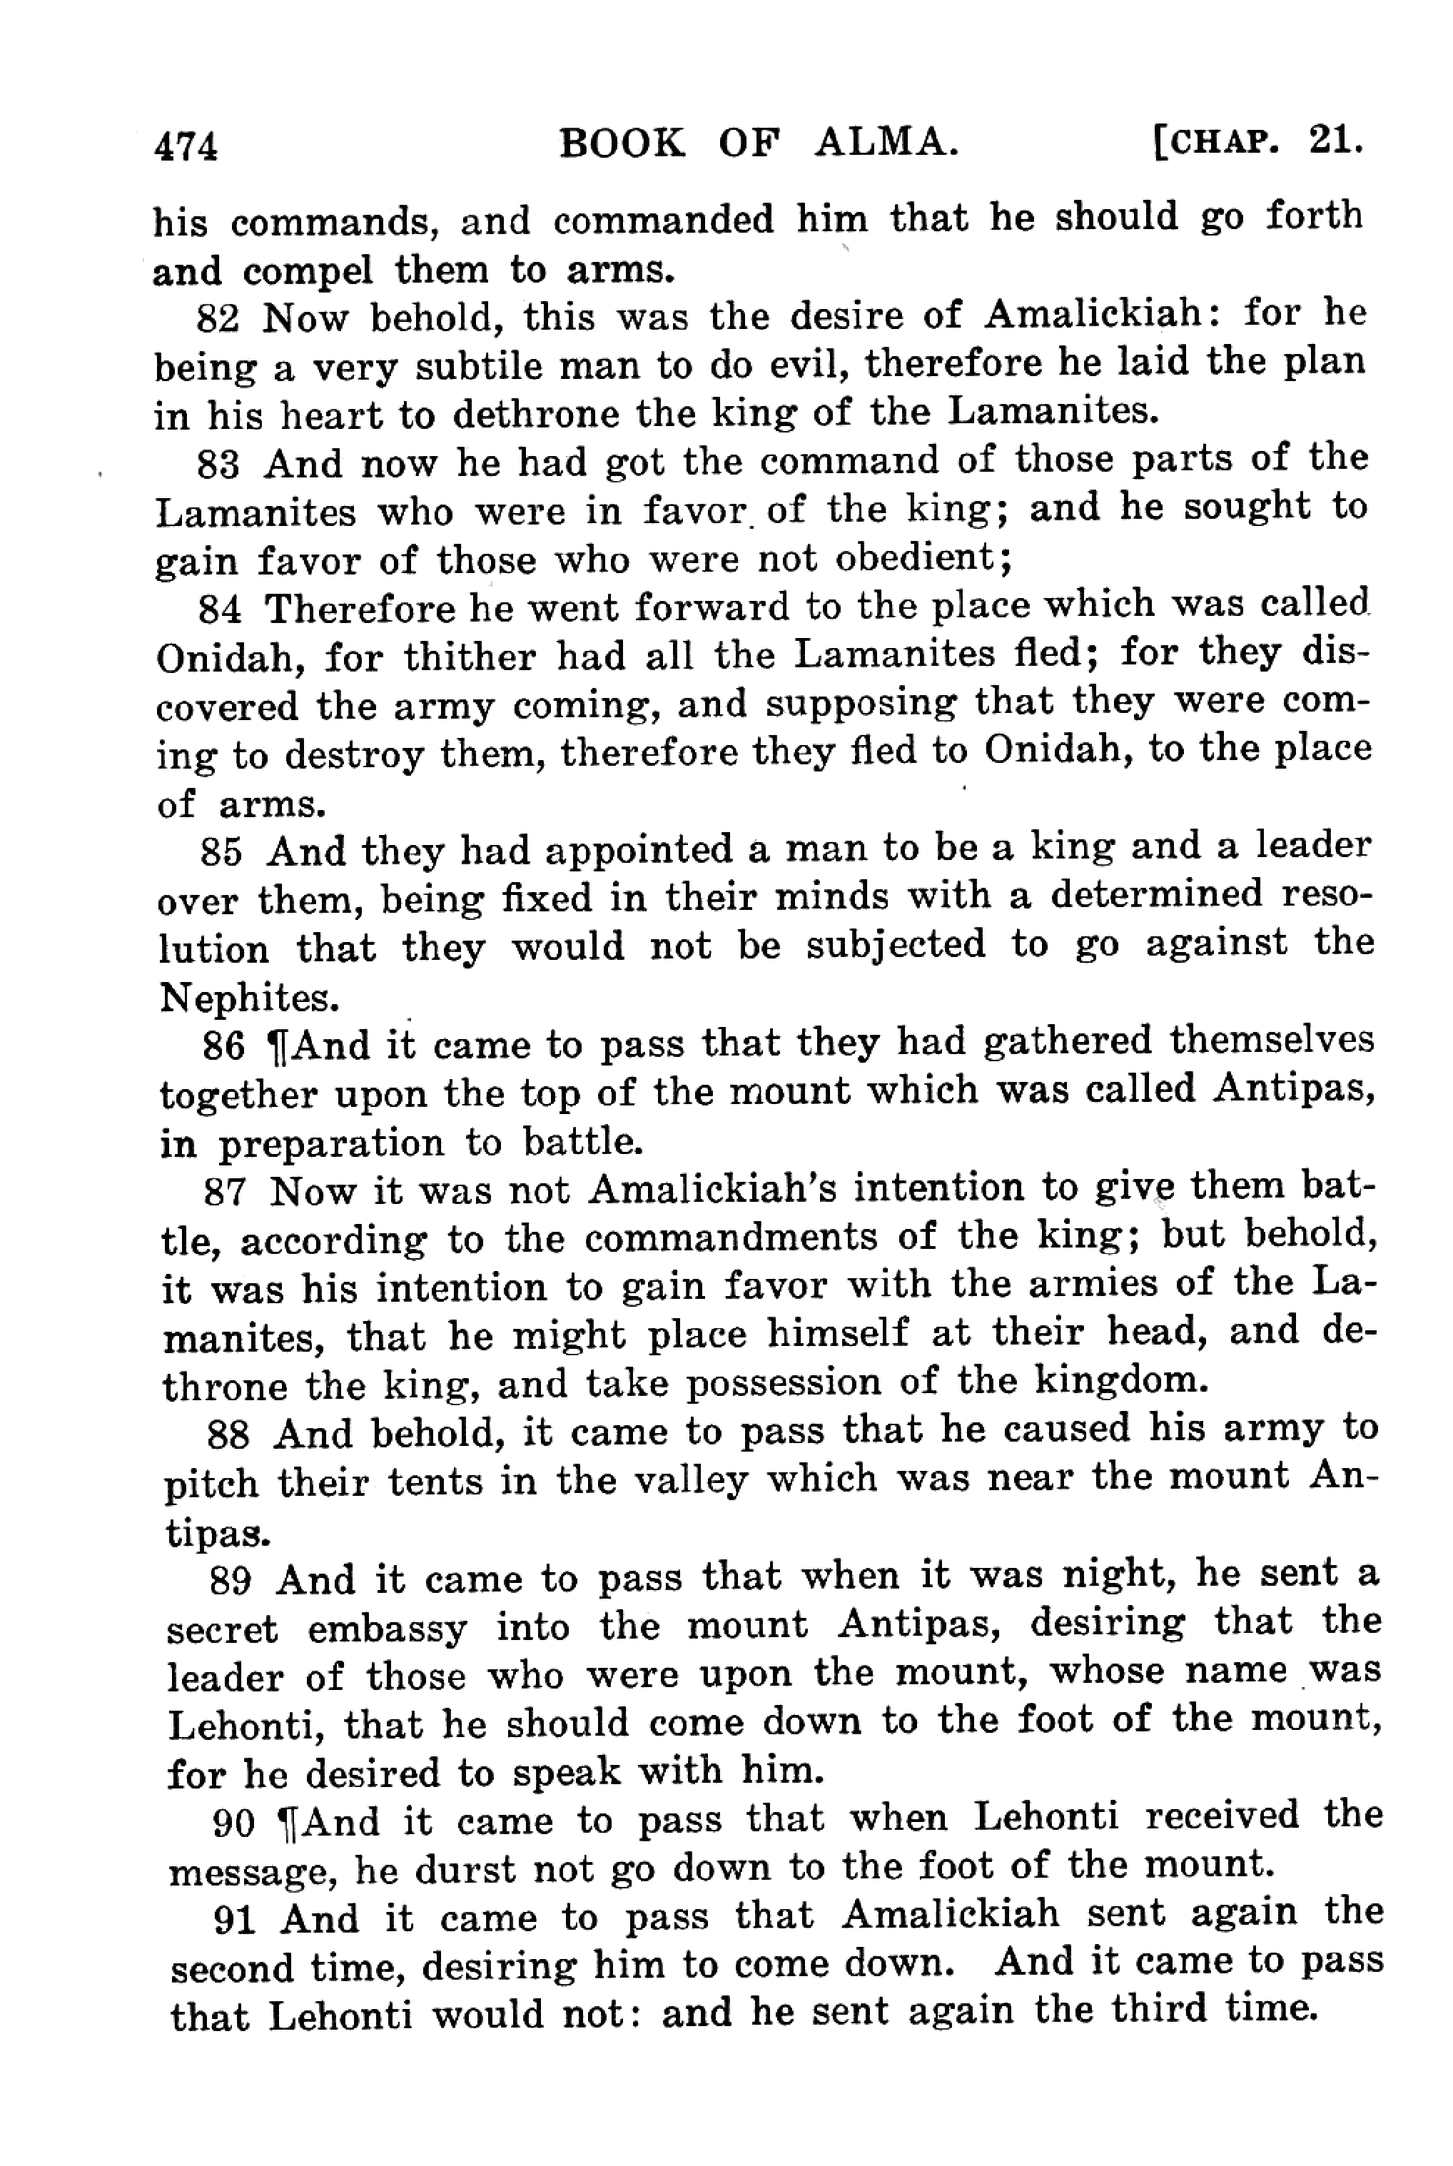 474 BOOK OF ALMA. [CHAP. 21.
his commands, and commanded him that he should go forth
and compel them to arms.
82 Now behold, this was the desire of Amalickiah: for he
being a very subtile man to do evil, therefore he laid the plan
in his heart to dethrone the king of the Lamanites.
83 And now he had got the command of those parts of the
Lamanites who were in favor of the king; and he sought to
gain favor of those who were not obedient;
84 Therefore he went forward to the place which was called
Onidah, for thither had all the Lamanites fled; for they dis-
covered the army coming, and supposing that they were com-
ing to destroy them, therefore they fled to Onidah, to the place
of arms.
85 And they had appointed a man to be a king and a leader
over them, being fixed in their minds with a determined reso-
lution that they would not be subjected to go against the
Nephites.
86 ¶And it came to pass that they had gathered themselves
together upon the top of the mount which was called Antipas,
in preparation to battle.
87 Now it was not Amalickiah's intention to give them bat-
tle, according to the commandments of the king; but behold,
it was his intention to gain favor with the armies of the La-
manites, that he might place himself at their head, and de-
throne the king, and take possession of the kingdom.
88 And behold, it came to pass that he caused his army to
pitch their tents in the valley which was near the mount An-
tipas.
89 And it came to pass that when it was night, he sent a
secret embassy into the mount Antipas, desiring that the
leader of those who were upon the mount, whose name was
Lehonti, that he should come down to the foot of the mount,
for he desired to speak with him.
90 ¶And it came to pass that when Lehonti received the
message, he durst not go down to the foot of the mount.
91 And it came to pass that Amalickiah sent again the
second time, desiring him to come down. And it came to pass
that Lehonti would not: and he sent again the third time.